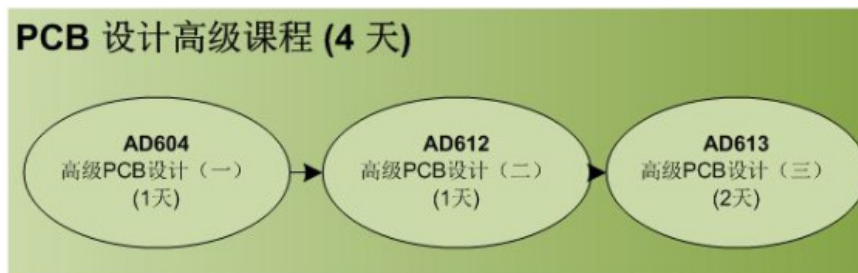 PCB 设计高级课程 (4 天)
AD604
高级PCB设计（一）
(1天)
AD612
高级PCB设计（二）
(1天)
AD613
高级PCB设计（三）
(2天)